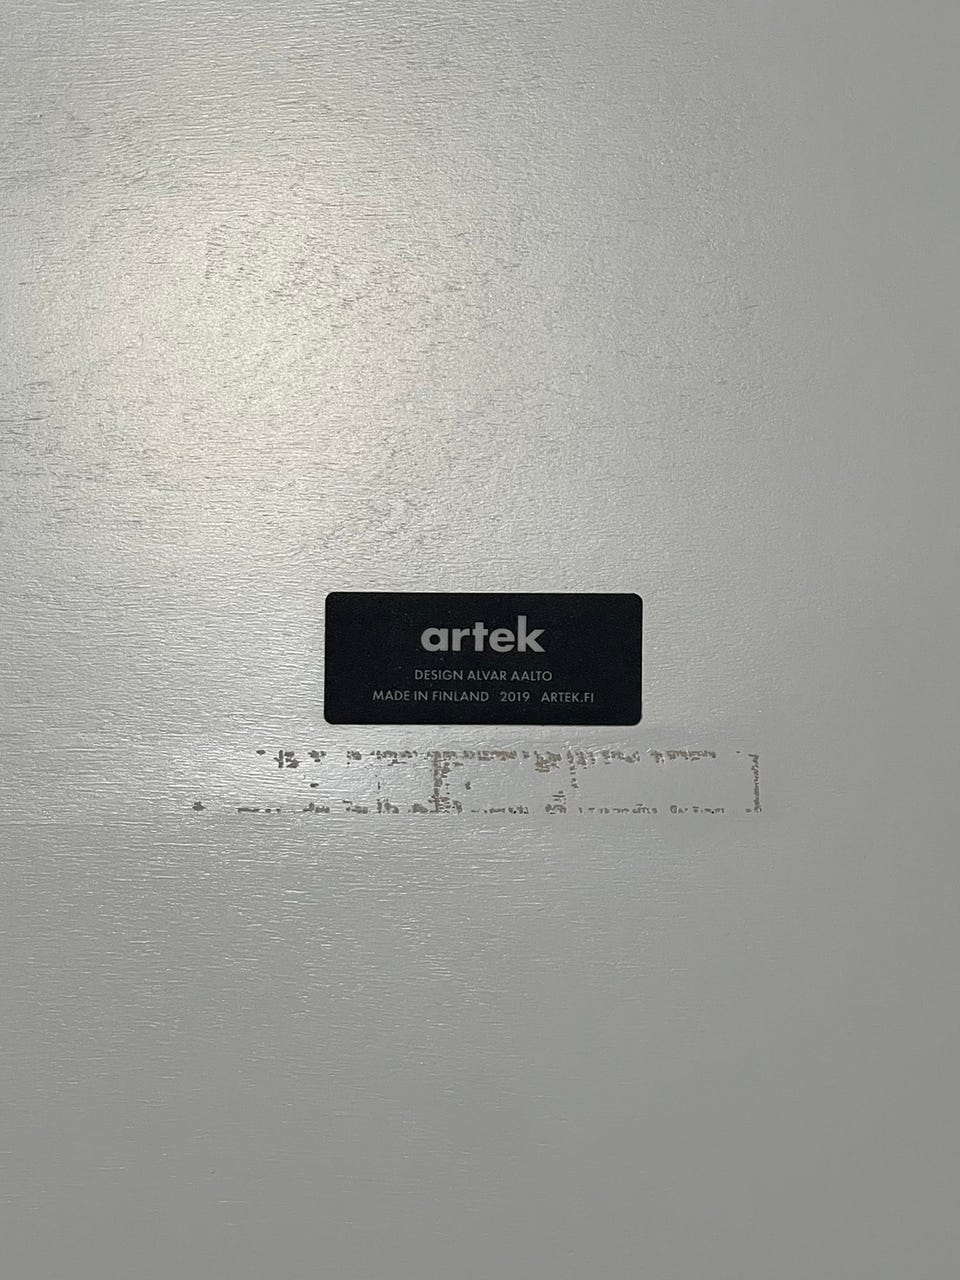 artek
DESIGN ALVAR AALTO
MADE IN FINLAND 2019 ARTEK.FI